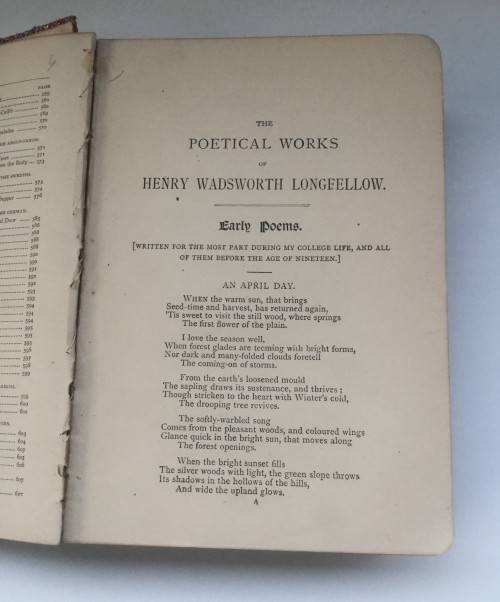 PAGE
THE
POETICAL WORKS
OF
HENRY WADSWORTH LONGFELLOW.
Early Poems.
[WRITTEN FOR THE MOST PART DURING MY COLLEGE LIFE, AND ALL
OF THEM BEFORE THE AGE OF NINETEEN.]
AN APRIL DAY.
WHEN the warm sun, that brings
Seed-time and harvest, has returned again,
'Tis sweet to visit the still wood, where springs
The first flower of the plain.
I love the season well,
When forest glades are teeming with bright forms,
Nor dark and many-folded clouds foretell
The coming-on of storms.
From the earth's loosened mould
The sapling draws its sustenance, and thrives;
Though stricken to the heart with Winter's cold,
The drooping tree revives.
The softly-warbled song
Comes from the pleasant woods, and coloured wings
Glance quick in the bright sun, that moves along
The forest openings.
When the bright sunset fills
The silver woods with light, the green slope throws
Its shadows in the hollows of the hills,
And wide the upland glows.
A